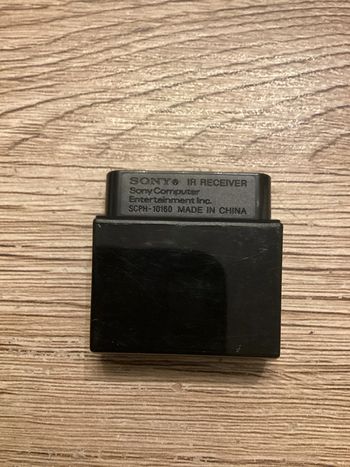 SONY® IR RECEIVER
Sony Computer
Entertainment Inc.
SCPH-10160 MADE IN CHINA